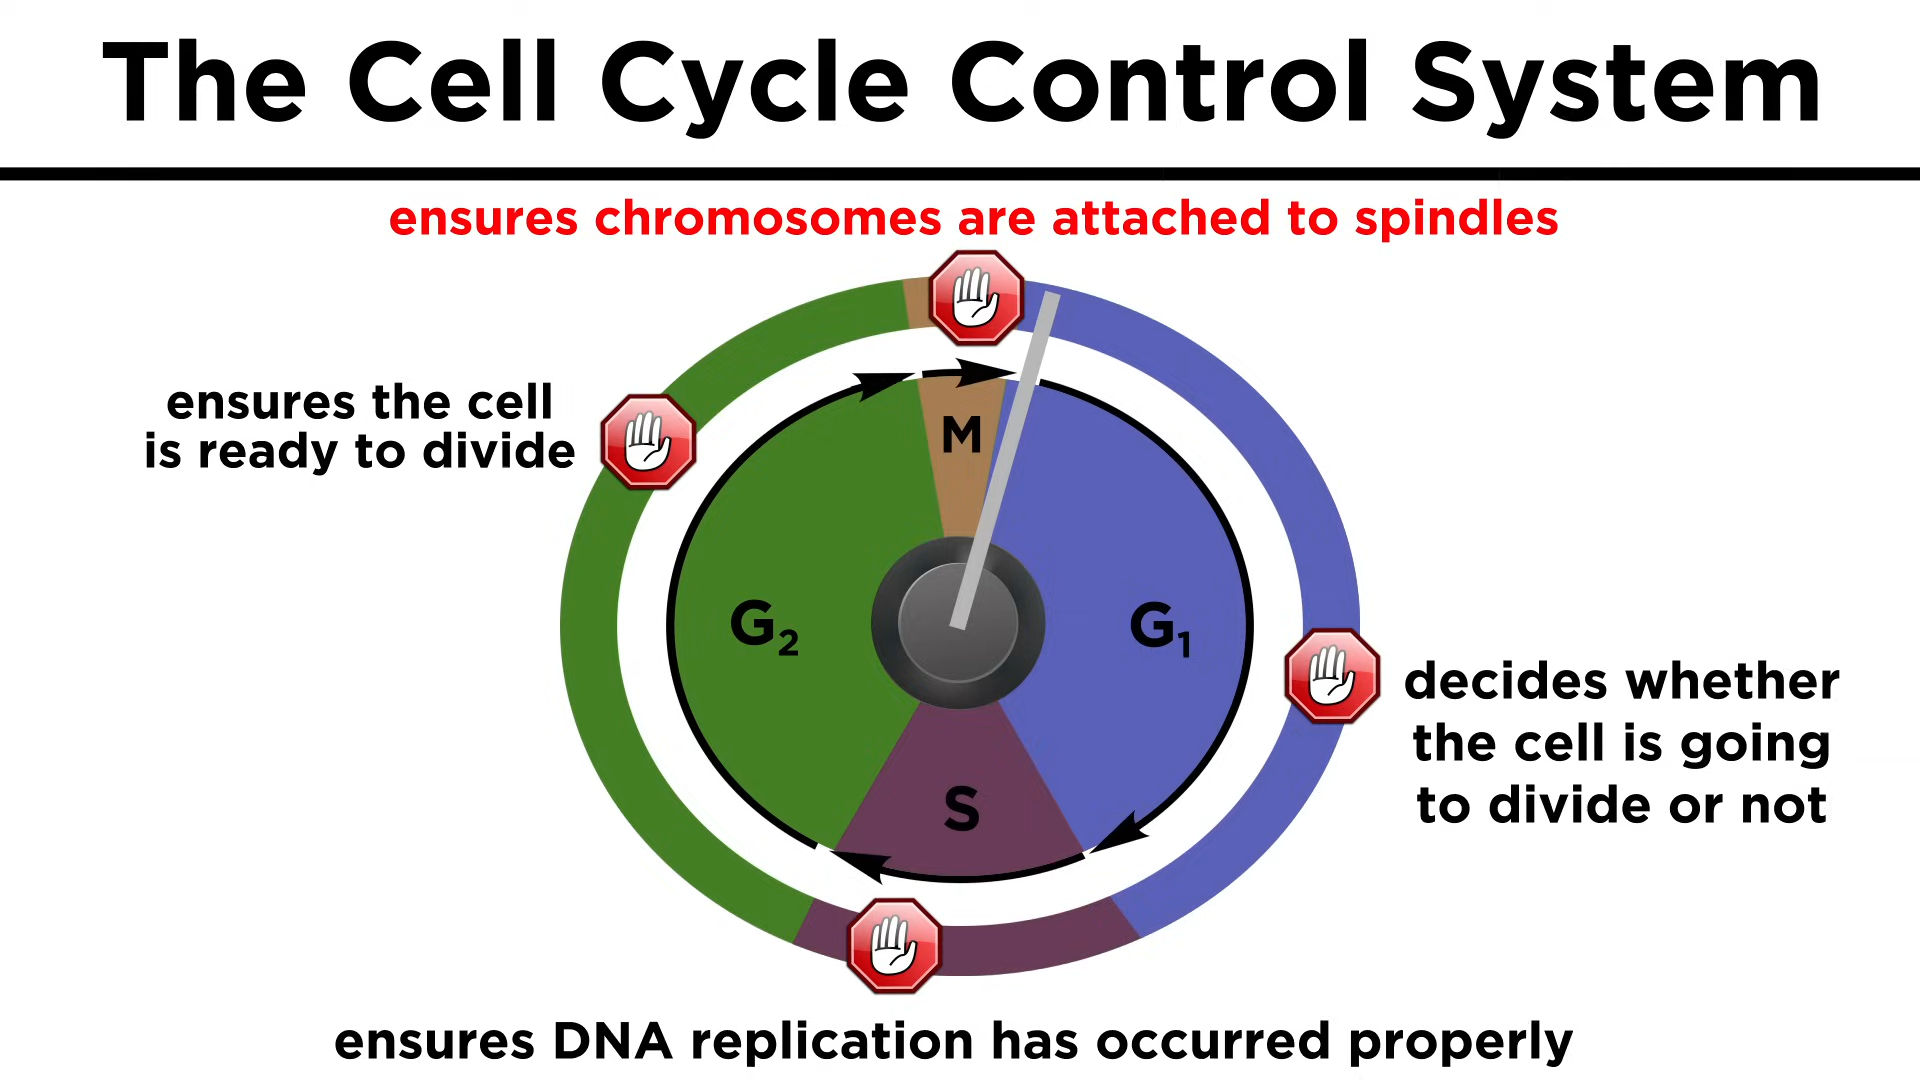 The Cell Cycle Control System
ensures chromosomes are attached to spindles
ensures the cell
is ready to divide
M
G₂
G₁
S
decides whether
the cell is going
to divide or not
ensures DNA replication has occurred properly